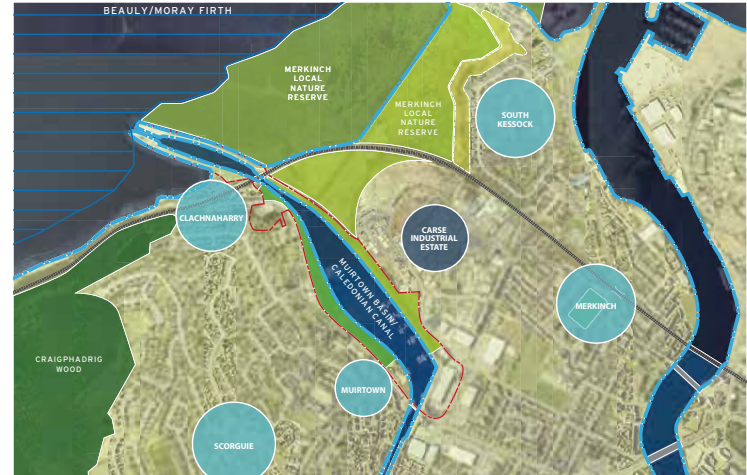 BEAULY/MORAY FIRTH
MERKINCH
LOCAL
NATURE
RESERVE
MERKINCH
LOCAL
NATURE
RESERVE
SOUTH
KESSOCK
CLACHNAHARRY
CARSE
INDUSTRIAL
ESTATE
MUIRTOWN BASIN/
CALEDONIAN CANAL
MERKINCH
CRAIGPHADRIG
WOOD
MUIRTOWN
SCORGUIE